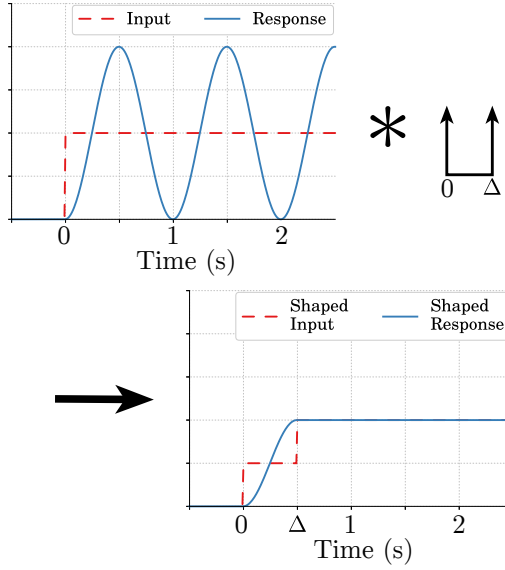 Input Response
*
0 Δ
0 1 2
Time (s)
Shaped Input Shaped Response
0 Δ 1 2
Time (s)